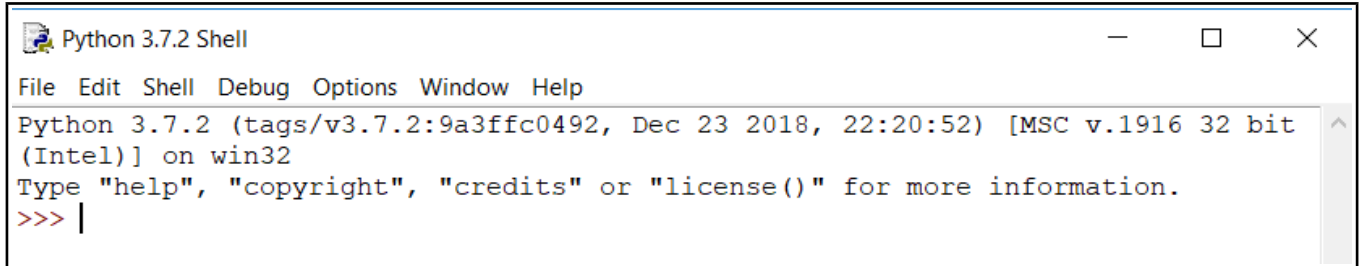 Python 3.7.2 Shell
File Edit Shell Debug Options Window Help
Python 3.7.2 (tags/v3.7.2:9a3ffc0492, Dec 23 2018, 22:20:52) [MSC v.1916 32 bit
(Intel)] on win32
Type "help", "copyright", "credits" or "license()" for more information.
>>>